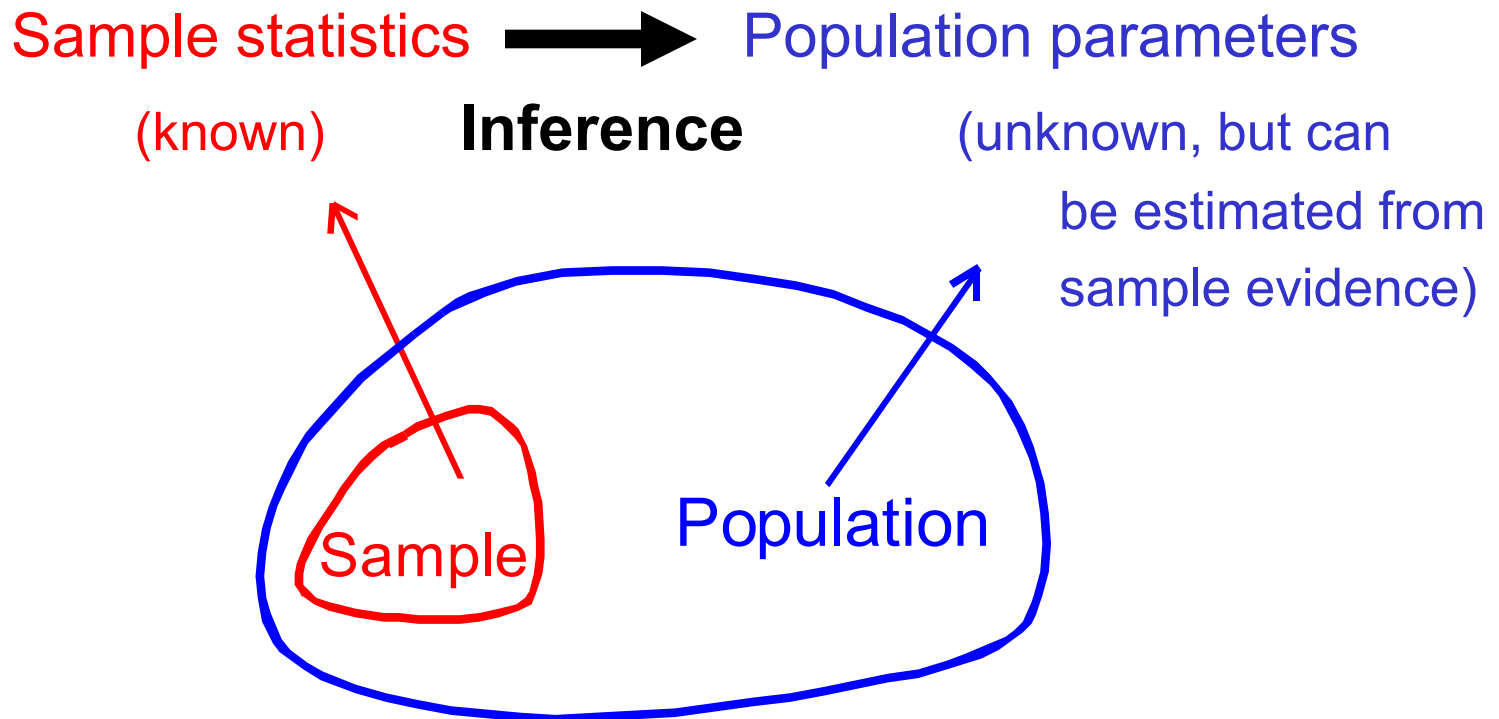 Sample statistics Population parameters
(known) Inference (unknown, but can
be estimated from
sample evidence)
Population
Sample